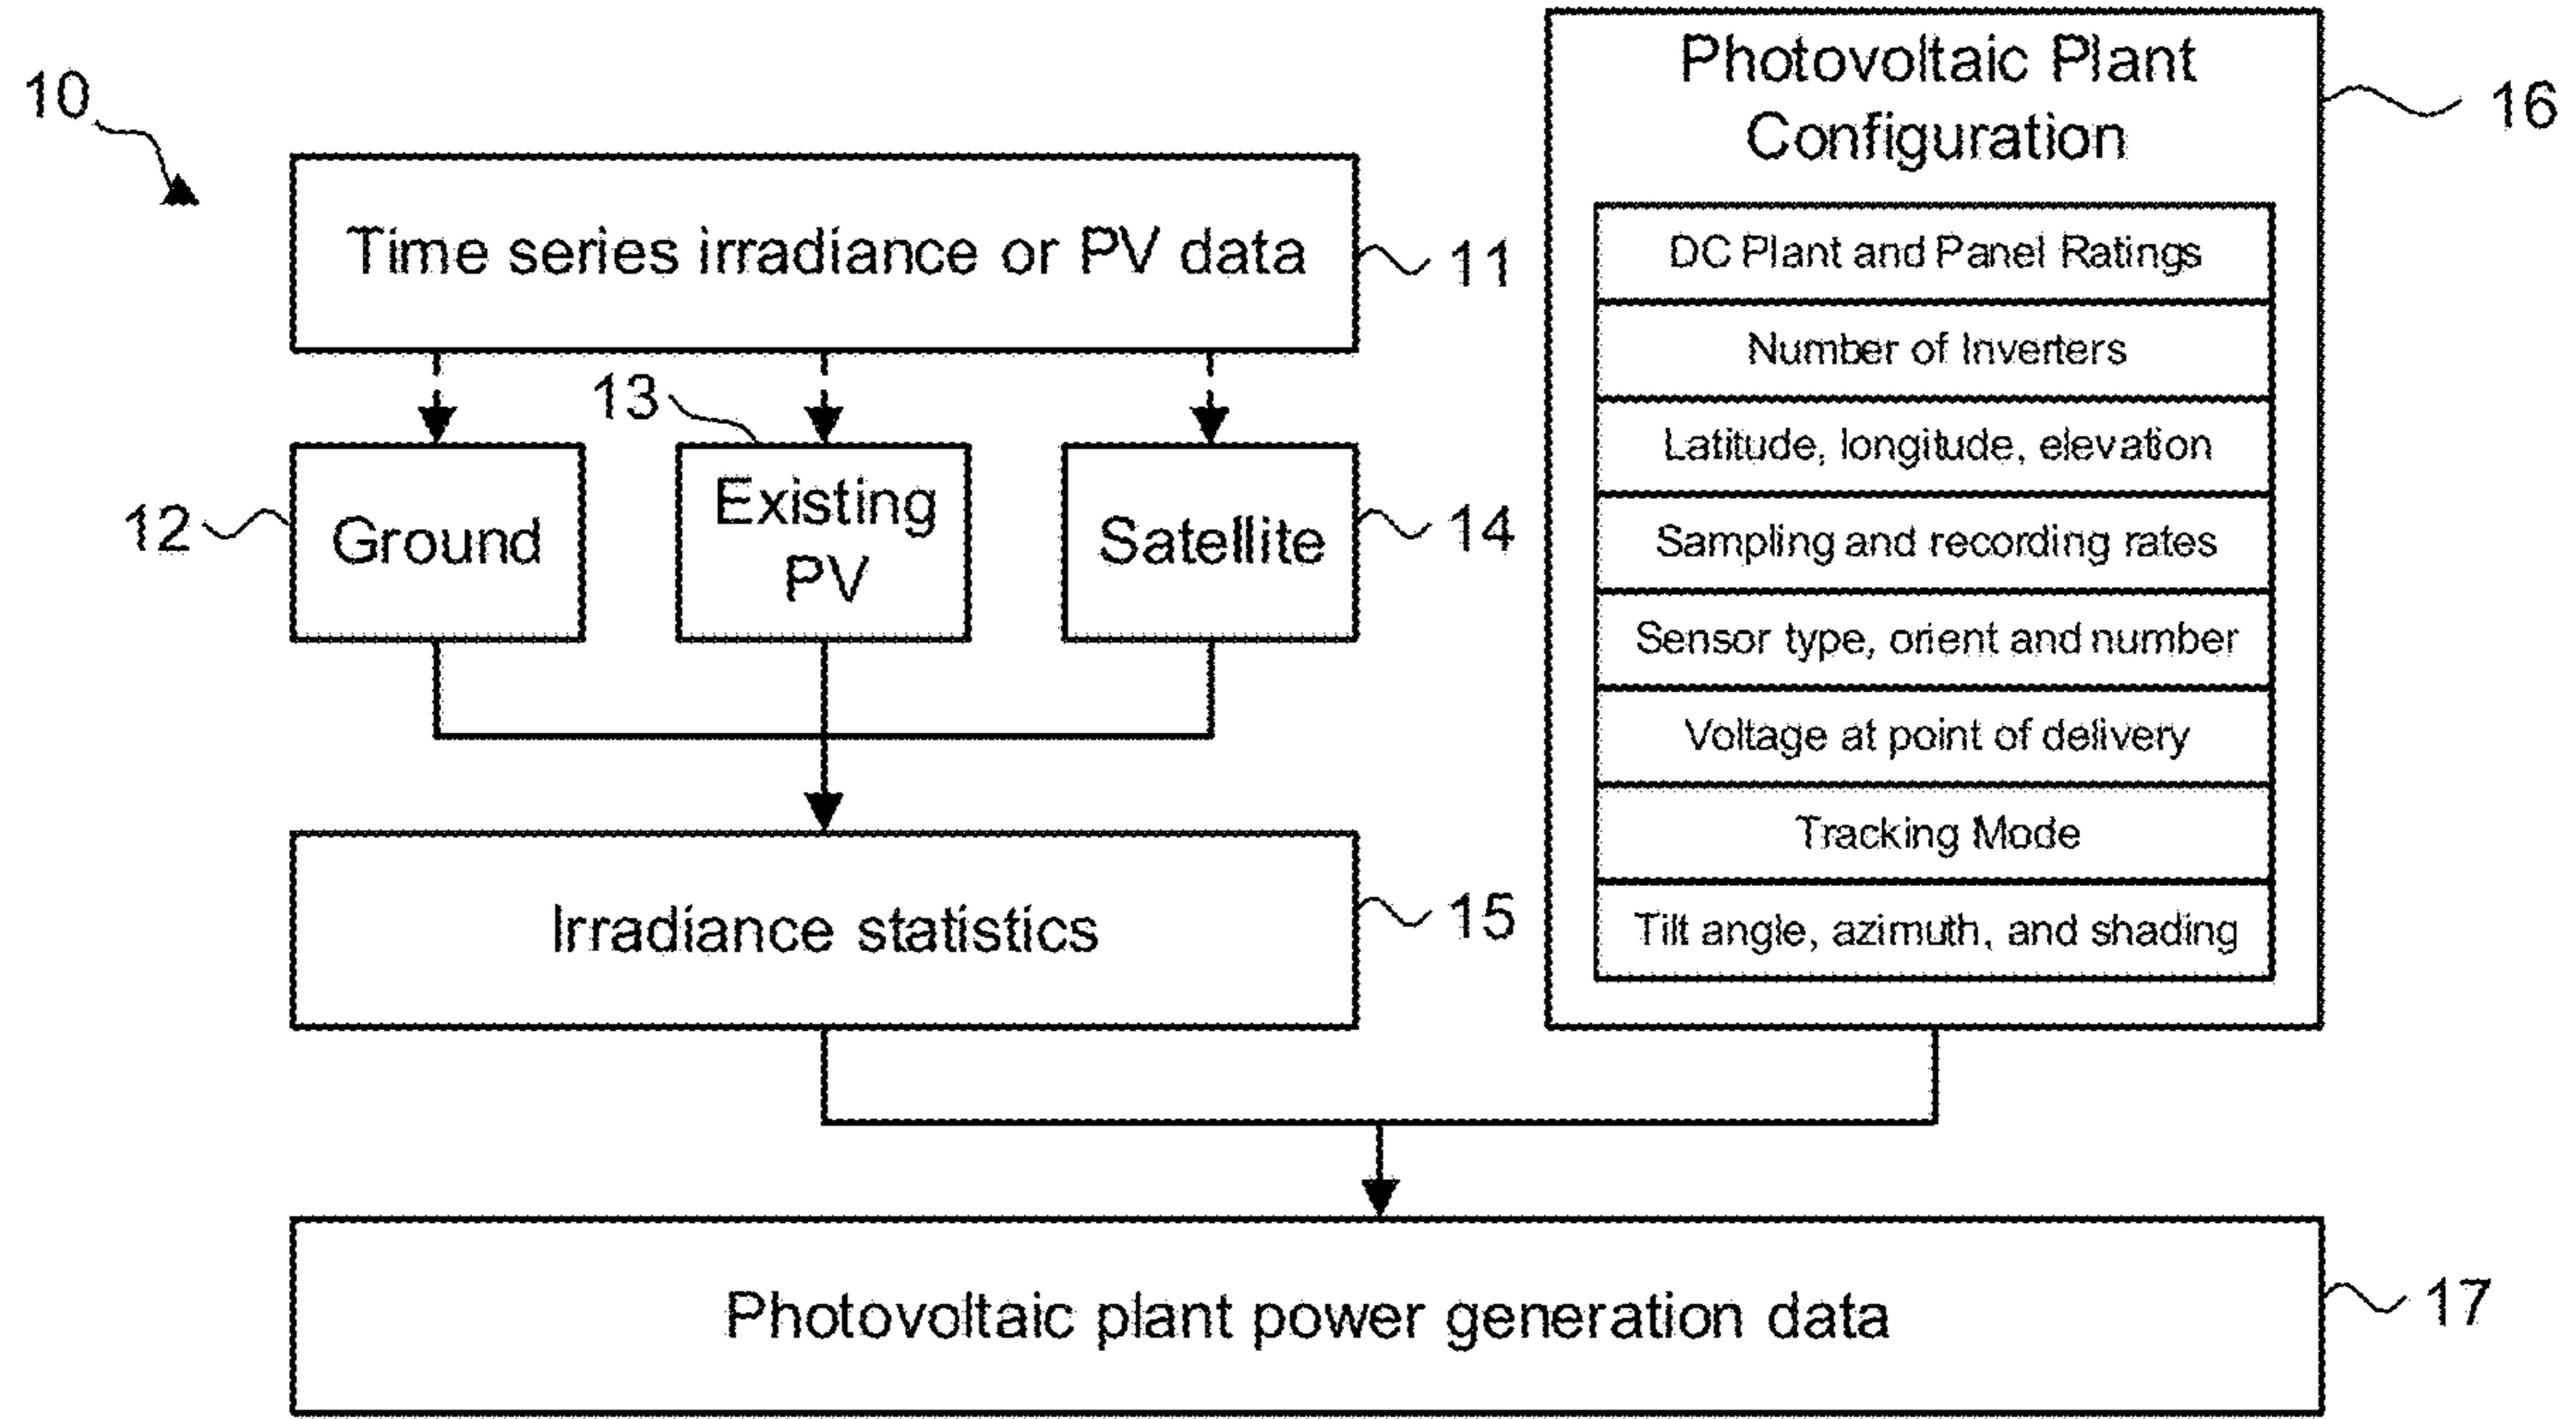 10
Time series irradiance or PV data
11
13
12
Ground
Existing
PV
Satellite
14
Irradiance statistics
15
Photovoltaic Plant
Configuration
16
DC Plant and Panel Ratings
Number of Inverters
Latitude, longitude, elevation
Sampling and recording rates
Sensor type, orient and number
Voltage at point of delivery
Tracking Mode
Tilt angle, azimuth, and shading
Photovoltaic plant power generation data
17